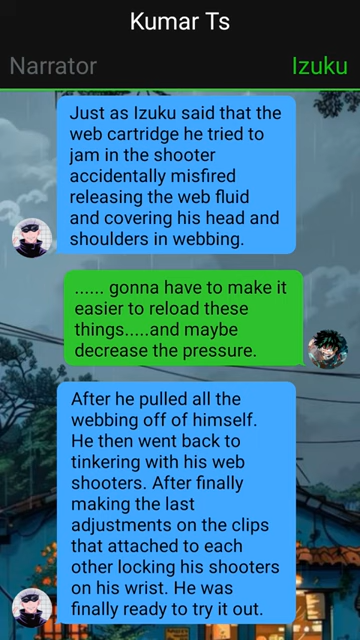 Kumar Ts
Narrator
Izuku
Just as Izuku said that the
web cartridge he tried to
jam in the shooter
accidentally misfired
releasing the web fluid
and covering his head and
shoulders in webbing.
...... gonna have to make it
easier to reload these
things.....and maybe
decrease the pressure.
After he pulled all the
webbing off of himself.
He then went back to
tinkering with his web
shooters. After finally
making the last
adjustments on the clips
that attached to each
other locking his shooters
on his wrist. He was
finally ready to try it out.